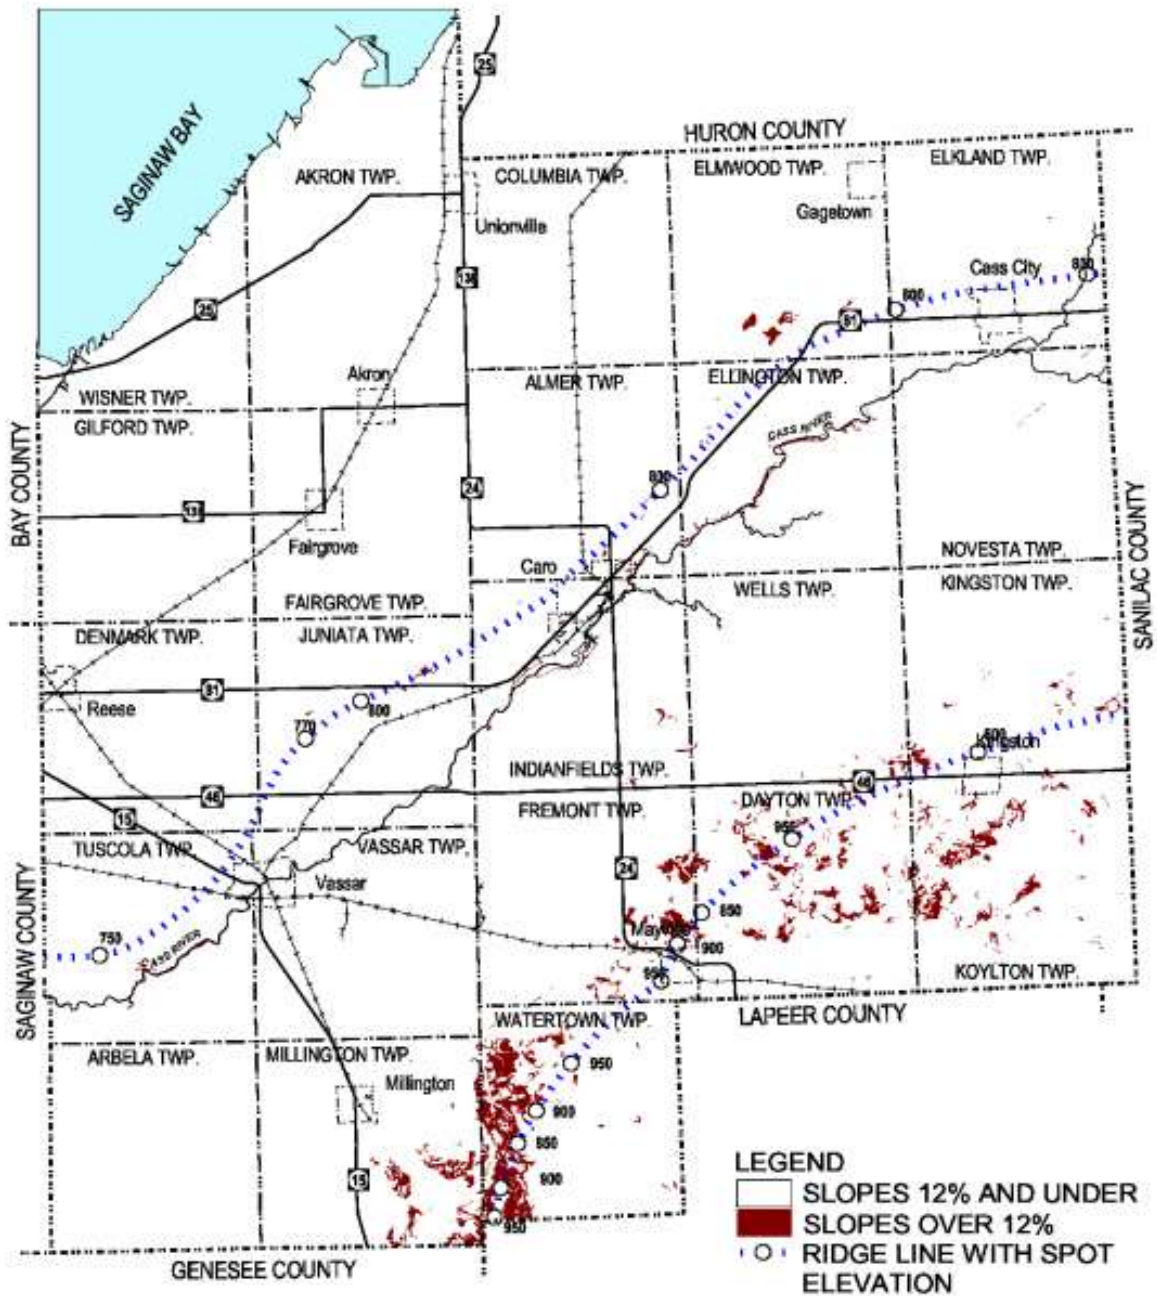 25
HURON COUNTY
SAGINAW BAY
AKRON TWP.
COLUMBIA TWP.
ELMWOOD TWP.
ELKLAND TWP.
Unionville
Gagetown
Cass City
25
81
AKRON
WISNER TWP.
GILFORD TWP.
ALMER TWP.
ELLINGTON TWP.
CASS RIVER
BAY COUNTY
24
Fairgrove
Caro
NOVESTA TWP.
KINGSTON TWP.
WELLS TWP.
SANILAC COUNTY
FAIRGROVE TWP.
DENMARK TWP.
JUNIATA TWP.
81
Reese
800
770
Kingston
INDIANFIELDS TWP.
46
46
FREMONT TWP.
DAYTON TWP.
15
TUSCOLA TWP.
VASSAR TWP.
24
Vassar
850
750
900
SAGINAW COUNTY
KOYLTON TWP.
WATERTOWN TWP.
LAPEER COUNTY
ARBELA TWP.
MILLINGTON TWP.
950
Millington
900
850
15
900
950
GENESEE COUNTY
LEGEND
SLOPES 12% AND UNDER
SLOPES OVER 12%
RIDGE LINE WITH SPOT
ELEVATION